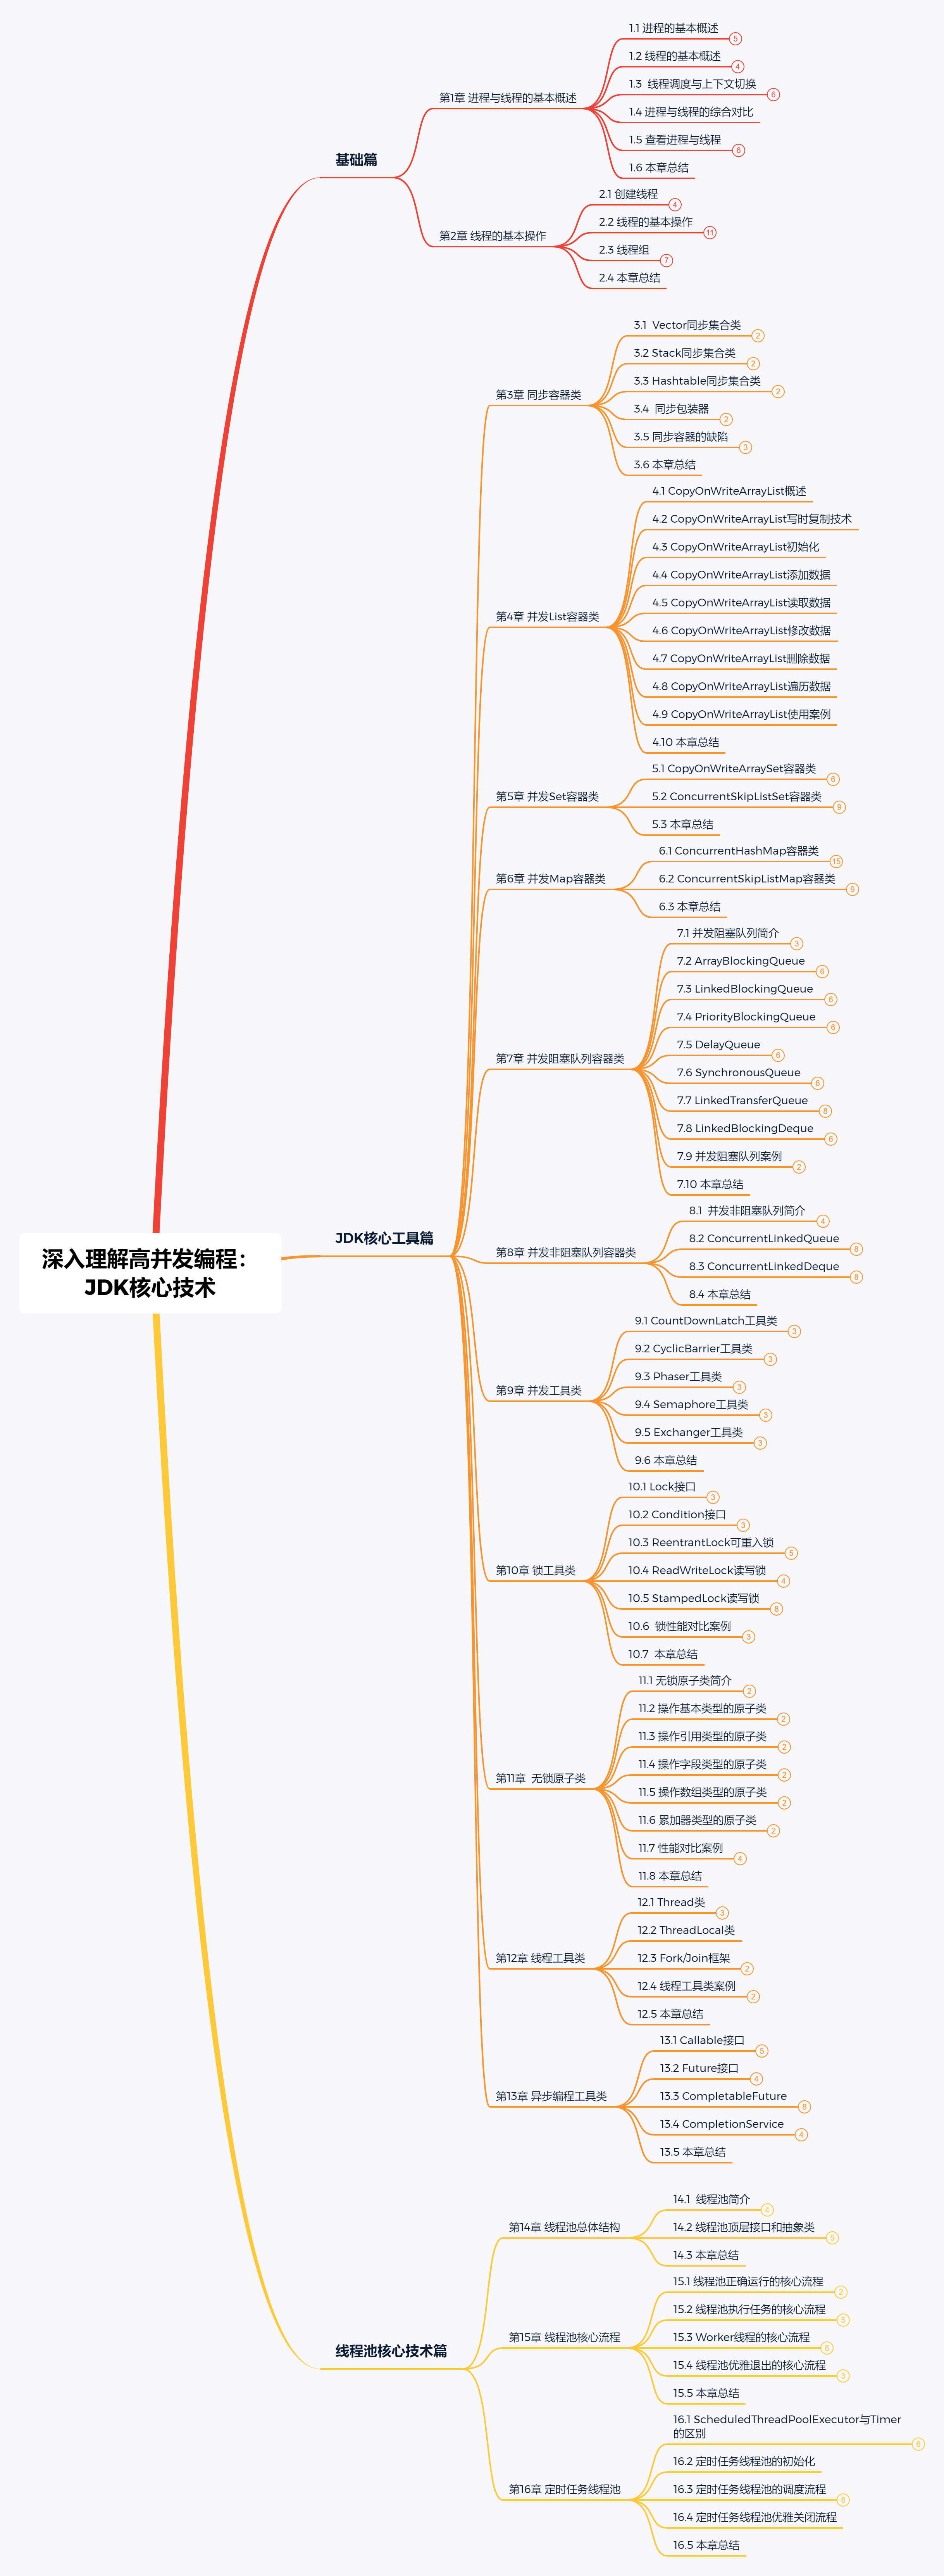 深入理解高并发编程：
JDK核心技术
基础篇
第1章 进程与线程的基本概述
1.1 进程的基本概述
5
1.2 线程的基本概述
4
1.3  线程调度与上下文切换
6
1.4 进程与线程的综合对比
1.5 查看进程与线程
6
1.6 本章总结
第2章 线程的基本操作
2.1 创建线程
4
2.2 线程的基本操作
11
2.3 线程组
7
2.4 本章总结
JDK核心工具篇
第3章 同步容器类
3.1  Vector同步集合类
2
3.2 Stack同步集合类
2
3.3 Hashtable同步集合类
2
3.4  同步包装器
2
3.5 同步容器的缺陷
3
3.6 本章总结
第4章 并发List容器类
4.1 CopyOnWriteArrayList概述
4.2 CopyOnWriteArrayList写时复制技术
4.3 CopyOnWriteArrayList初始化
4.4 CopyOnWriteArrayList添加数据
4.5 CopyOnWriteArrayList读取数据
4.6 CopyOnWriteArrayList修改数据
4.7 CopyOnWriteArrayList删除数据
4.8 CopyOnWriteArrayList遍历数据
4.9 CopyOnWriteArrayList使用案例
4.10 本章总结
第5章 并发Set容器类
5.1 CopyOnWriteArraySet容器类
6
5.2 ConcurrentSkipListSet容器类
9
5.3 本章总结
第6章 并发Map容器类
6.1 ConcurrentHashMap容器类
15
6.2 ConcurrentSkipListMap容器类
9
6.3 本章总结
第7章 并发阻塞队列容器类
7.1 并发阻塞队列简介
3
7.2 ArrayBlockingQueue
6
7.3 LinkedBlockingQueue
6
7.4 PriorityBlockingQueue
6
7.5 DelayQueue
6
7.6 SynchronousQueue
6
7.7 LinkedTransferQueue
8
7.8 LinkedBlockingDeque
6
7.9 并发阻塞队列案例
2
7.10 本章总结
第8章 并发非阻塞队列容器类
8.1  并发非阻塞队列简介
4
8.2 ConcurrentLinkedQueue
8
8.3 ConcurrentLinkedDeque
8
8.4 本章总结
第9章 并发工具类
9.1 CountDownLatch工具类
3
9.2 CyclicBarrier工具类
3
9.3 Phaser工具类
3
9.4 Semaphore工具类
3
9.5 Exchanger工具类
3
9.6 本章总结
第10章 锁工具类
10.1 Lock接口
3
10.2 Condition接口
3
10.3 ReentrantLock可重入锁
5
10.4 ReadWriteLock读写锁
4
10.5 StampedLock读写锁
8
10.6  锁性能对比案例
3
10.7  本章总结
第11章  无锁原子类
11.1 无锁原子类简介
2
11.2 操作基本类型的原子类
2
11.3 操作引用类型的原子类
2
11.4 操作字段类型的原子类
2
11.5 操作数组类型的原子类
2
11.6 累加器类型的原子类
2
11.7 性能对比案例
4
11.8 本章总结
第12章 线程工具类
12.1 Thread类
3
12.2 ThreadLocal类
12.3 Fork/Join框架
2
12.4 线程工具类案例
2
12.5 本章总结
第13章 异步编程工具类
13.1 Callable接口
5
13.2 Future接口
4
13.3 CompletableFuture
8
13.4 CompletionService
4
13.5 本章总结
线程池核心技术篇
第14章 线程池总体结构
14.1  线程池简介
4
14.2 线程池顶层接口和抽象类
5
14.3 本章总结
第15章 线程池核心流程
15.1 线程池正确运行的核心流程
2
15.2 线程池执行任务的核心流程
5
15.3 Worker线程的核心流程
8
15.4 线程池优雅退出的核心流程
3
15.5 本章总结
第16章 定时任务线程池
16.1 ScheduledThreadPoolExecutor与Timer
的区别
6
16.2 定时任务线程池的初始化
16.3 定时任务线程池的调度流程
8
16.4 定时任务线程池优雅关闭流程
16.5 本章总结